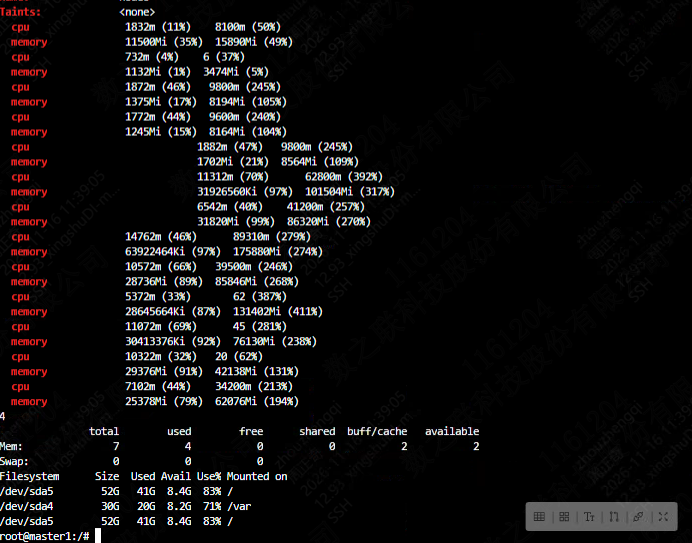 Taints:             <none>
  cpu                1832m (11%)     8100m (50%)
  memory             11500Mi (35%)  15890Mi (49%)
  cpu                732m (4%)     6 (37%)
  memory             1132Mi (1%)  3474Mi (5%)
  cpu                1872m (46%)   9800m (245%)
  memory             1375Mi (17%)  8194Mi (105%)
  cpu                1772m (44%)   9600m (240%)
  memory             1245Mi (15%)  8164Mi (104%)
  cpu                            1882m (47%)   9800m (245%)
  memory                         1702Mi (21%)  8564Mi (109%)
  cpu                            11312m (70%)      62800m (392%)
  memory                         31926560Ki (97%)  101504Mi (317%)
  cpu                            6542m (40%)    41200m (257%)
  memory                         31820Mi (99%)  86320Mi (270%)
  cpu                14762m (46%)      89310m (279%)
  memory             63922464Ki (97%)  175880Mi (274%)
  cpu                10572m (66%)   39500m (246%)
  memory             28736Mi (89%)  85846Mi (268%)
  cpu                5372m (33%)       62 (387%)
  memory             28645664Ki (87%)  131402Mi (411%)
  cpu                11072m (69%)      45 (281%)
  memory             30413376Ki (92%)  76130Mi (238%)
  cpu                10322m (32%)   20 (62%)
  memory             29376Mi (91%)  42138Mi (131%)
  cpu                7102m (44%)    34200m (213%)
  memory             25378Mi (79%)  62076Mi (194%)
4
              total        used        free      shared  buff/cache   available
Mem:              7           4           0           0           2           2
Swap:             0           0           0
Filesystem      Size  Used Avail Use% Mounted on
/dev/sda5        52G   41G  8.4G  83% /
/dev/sda4        30G   20G  8.2G  71% /var
/dev/sda5        52G   41G  8.4G  83% /
root@master1:/#